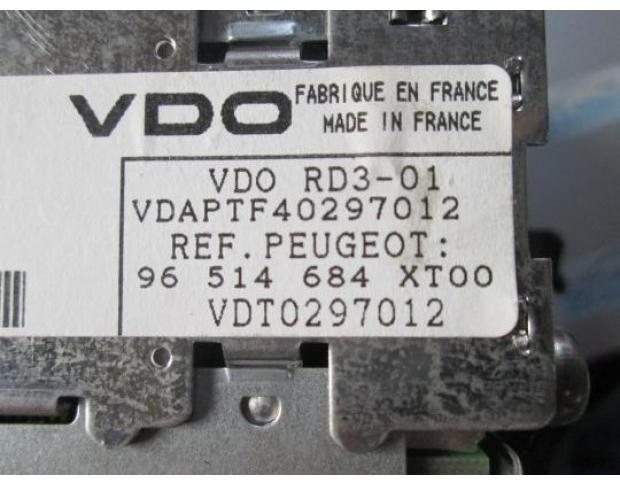 VDO
FABRIQUE EN FRANCE
MADE IN FRANCE
VDO RD3-01
VDAPTF40297012
REF. PEUGEOT:
96 514 684 XT00
VDT0297012